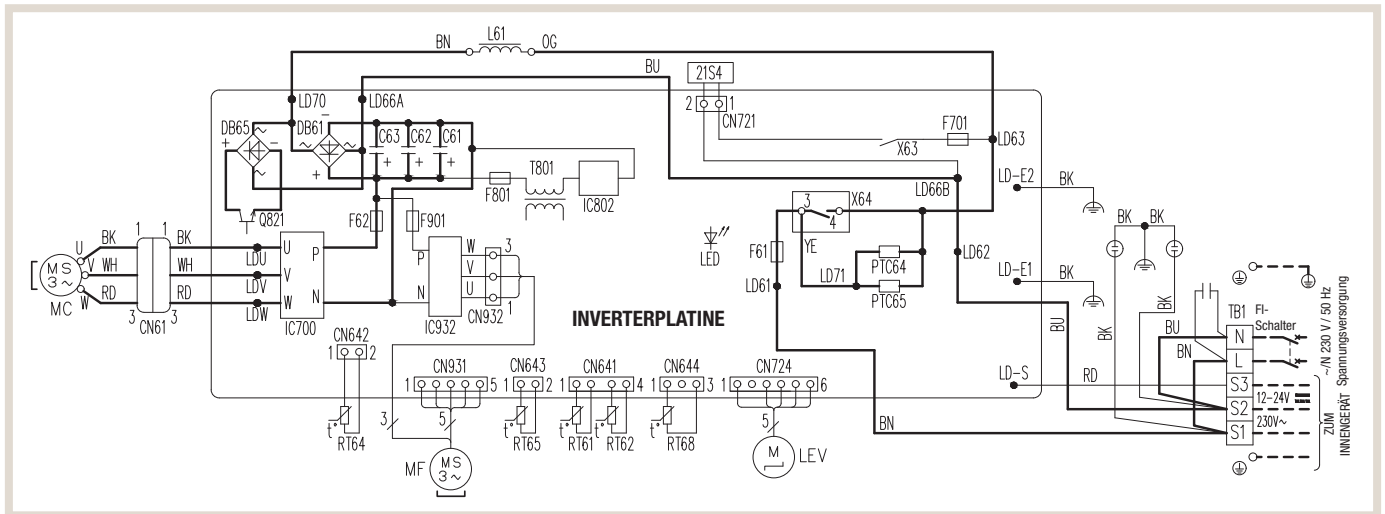 BN L61 OG
BU
21S4
2 1
CN721
LD70
LD66A
DB65
DB61
C63 C62 C61
F701
X63
LD63
T801
F801
IC802
LD66B
LD-E2
BK
Q821
F62
F901
3 X64
4
YE
LED
F61
LD71
PTC64
PTC65
LD61
LD62
LD-E1
BK
BK BK
U BK 1 1 BK LDU U P
V WH WH LDV V
W RD 3 3 RD LDW W N
MS
3 ~
MC
CN61
IC700
P W 3
V
N U 1
IC932
CN932
INVERTERPLATINE
BU
BK
BK
TB1
FI-
Schalter
BU N
BN L
LD-S RD S3
12–24V
S2
230V~
BN S1
~/N 230 V / 50 Hz
Spannungsversorgung
ZUM
INNENGERÄT
CN642
1 2
CN931
1 5
CN643
1 2
CN641
1 4
CN644
1 3
CN724
1 6
t° RT64
3
5
t° RT65
t° RT61
t° RT62
t° RT68
5
M
LEV
MF
MS
3 ~